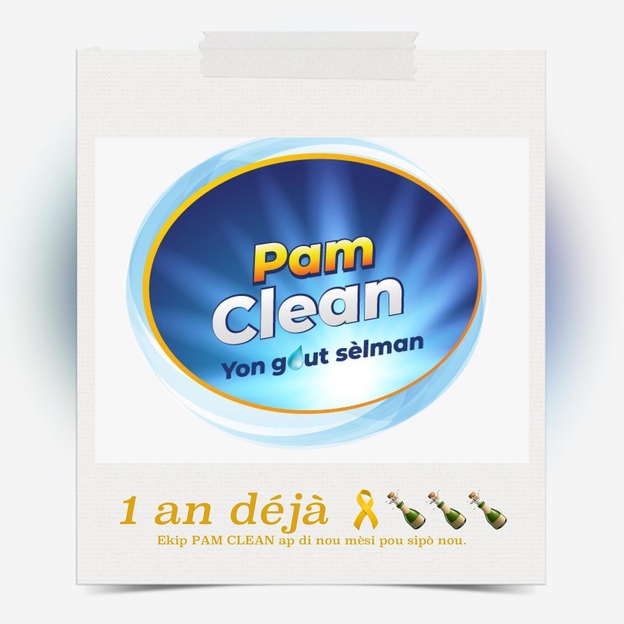 Pam
Clean
Yon gout sèlman
1 an déjà
Ekip PAM CLEAN ap di nou mèsi pou sipò nou.